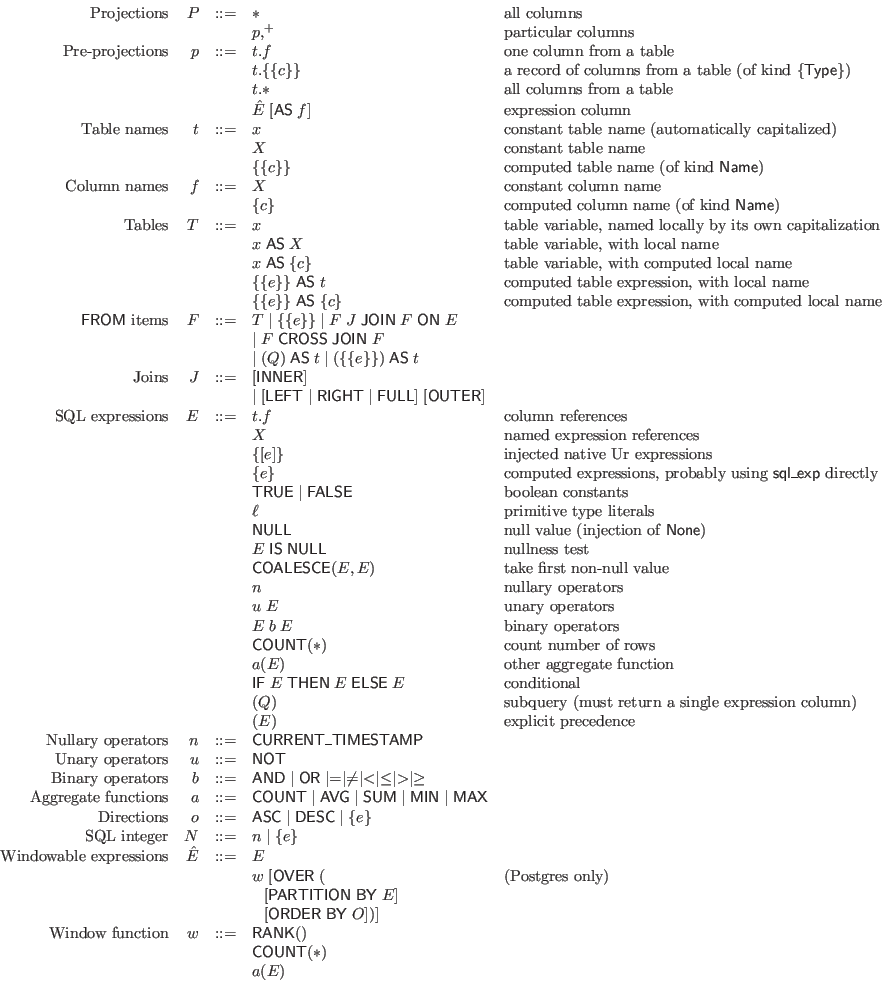 Projections P ::= ∗ all columns
p,⁺ particular columns
Pre-projections p ::= t.f one column from a table
t.{{c}} a record of columns from a table (of kind {Type})
t.∗ all columns from a table
Ê [AS f] expression column
Table names t ::= x constant table name (automatically capitalized)
X constant table name
{{c}} computed table name (of kind Name)
Column names f ::= X constant column name
{c} computed column name (of kind Name)
Tables T ::= x table variable, named locally by its own capitalization
x AS X table variable, with local name
x AS {c} table variable, with computed local name
{{e}} AS t computed table expression, with local name
{{e}} AS {c} computed table expression, with computed local name
FROM items F ::= T | {{e}} | F J JOIN F ON E
| F CROSS JOIN F
| (Q) AS t | ({{e}}) AS t
Joins J ::= [INNER]
| [LEFT | RIGHT | FULL] [OUTER]
SQL expressions E ::= t.f column references
X named expression references
{[e]} injected native Ur expressions
{e} computed expressions, probably using sql_exp directly
TRUE | FALSE boolean constants
ℓ primitive type literals
NULL null value (injection of None)
E IS NULL nullness test
COALESCE(E, E) take first non-null value
n nullary operators
u E unary operators
E b E binary operators
COUNT(∗) count number of rows
a(E) other aggregate function
IF E THEN E ELSE E conditional
(Q) subquery (must return a single expression column)
(E) explicit precedence
Nullary operators n ::= CURRENT_TIMESTAMP
Unary operators u ::= NOT
Binary operators b ::= AND | OR |=|≠|<|≤|>|≥
Aggregate functions a ::= COUNT | AVG | SUM | MIN | MAX
Directions o ::= ASC | DESC | {e}
SQL integer N ::= n | {e}
Windowable expressions Ê ::= E
w [OVER ( (Postgres only)
[PARTITION BY E]
[ORDER BY O])]
Window function w ::= RANK()
COUNT(∗)
a(E)